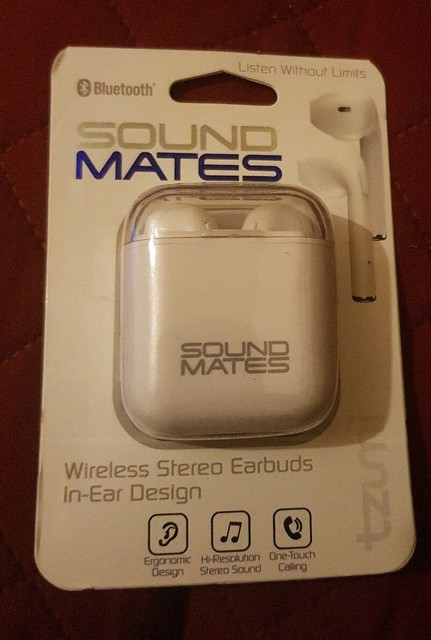 Listen Without Limits
Bluetooth
SOUND
MATES
SOUND
MATES
Wireless Stereo Earbuds
In-Ear Design
Ergonomic
Design
Hi-Resolution
Stereo Sound
One-Touch
Calling